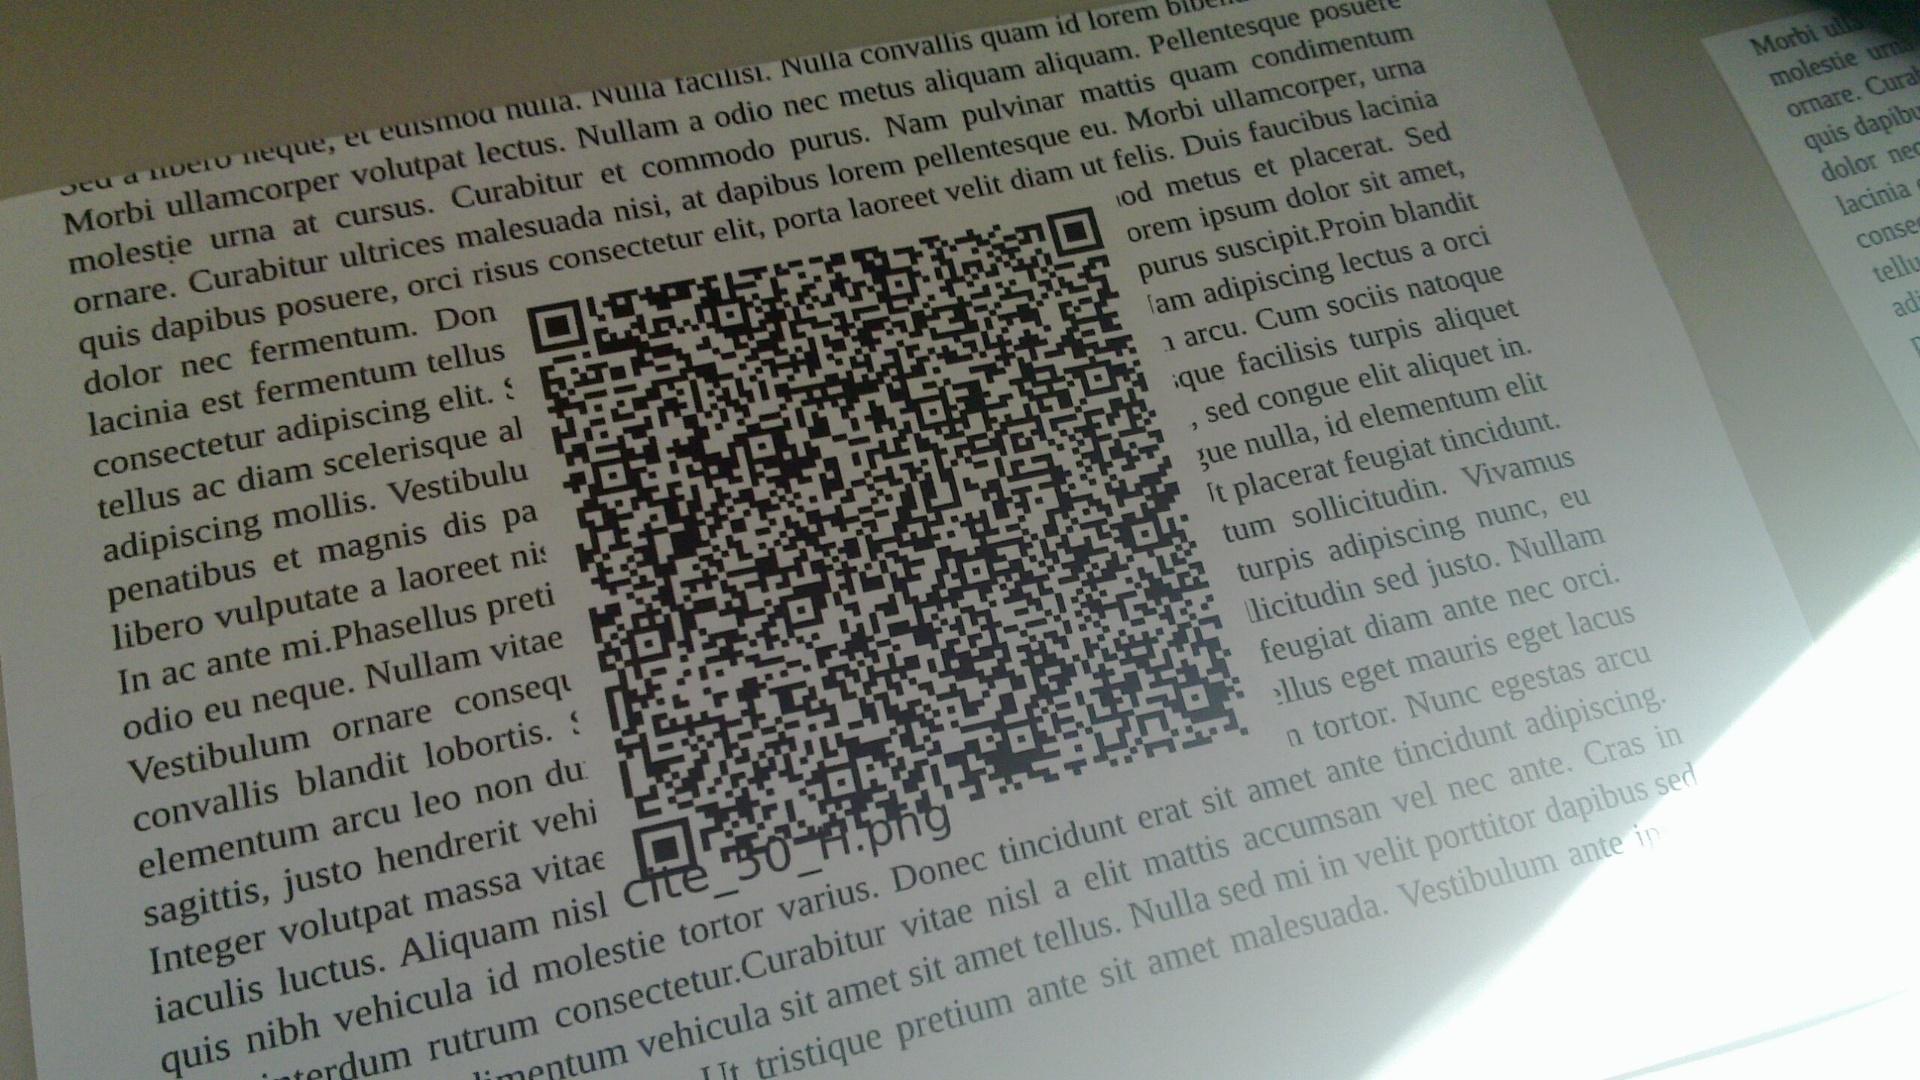 Sed a libero neque, et euismod nulla. Nulla facilisi. Nulla convallis quam id lorem
Morbi ullamcorper volutpat lectus. Nullam a odio nec metus aliquam aliquam. Pellentesque posuere
molestie urna at cursus. Curabitur et commodo purus. Nam pulvinar mattis quam condimentum
ornare. Curabitur ultrices malesuada nisi, at dapibus lorem pellentesque eu. Morbi ullamcorper, urna
quis dapibus posuere, orci risus consectetur elit, porta laoreet velit diam ut felis. Duis faucibus lacinia
dolor nec fermentum. Don od metus et placerat. Sed
lacinia est fermentum tellus orem ipsum dolor sit amet,
consectetur adipiscing elit. purus suscipit.Proin blandit
tellus ac diam scelerisque al am adipiscing lectus a orci
adipiscing mollis. Vestibulu arcu. Cum sociis natoque
penatibus et magnis dis pa que facilisis turpis aliquet
libero vulputate a laoreet nis , sed congue elit aliquet in.
In ac ante mi.Phasellus preti gue nulla, id elementum elit
odio eu neque. Nullam vitae t placerat feugiat tincidunt.
Vestibulum ornare consequ tum sollicitudin. Vivamus
convallis blandit lobortis. turpis adipiscing nunc, eu
elementum arcu leo non du licitudin sed justo. Nullam
sagittis, justo hendrerit vehi feugiat diam ante nec orci.
Integer volutpat massa vitae ellus eget mauris eget lacus
iaculis luctus. Aliquam nisl n tortor. Nunc egestas arcu
cite_30_H.png
quis nibh vehicula id molestie tortor varius. Donec tincidunt erat sit amet ante tincidunt adipiscing.
interdum rutrum consectetur.Curabitur vitae nisl a elit mattis accumsan vel nec ante. Cras in
dimentum vehicula sit amet sit amet tellus. Nulla sed mi in velit porttitor dapibus sed
Ut tristique pretium ante sit amet malesuada. Vestibulum ante
Morbi
molestie
ornare.
quis
dolor
lacinia